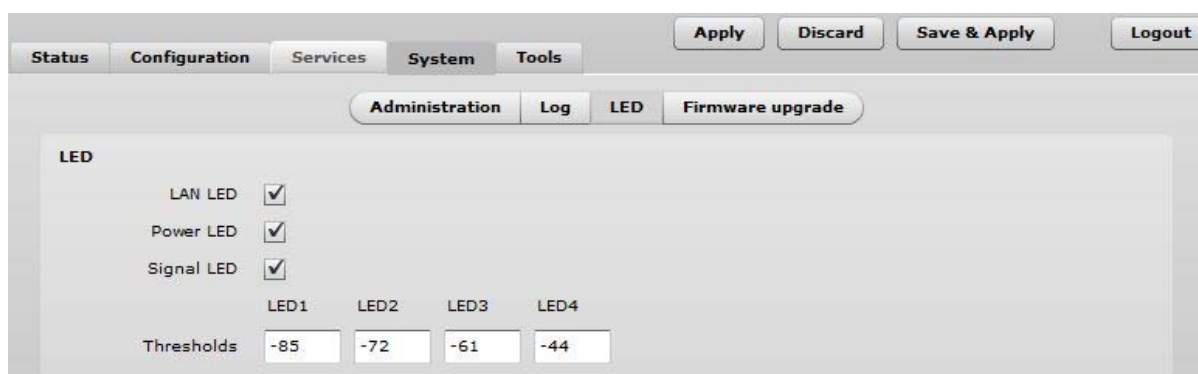 Apply Discard Save & Apply Logout
Status Configuration Services System Tools
Administration Log LED Firmware upgrade
LED
LAN LED
Power LED
Signal LED
LED1 LED2 LED3 LED4
Thresholds -85 -72 -61 -44